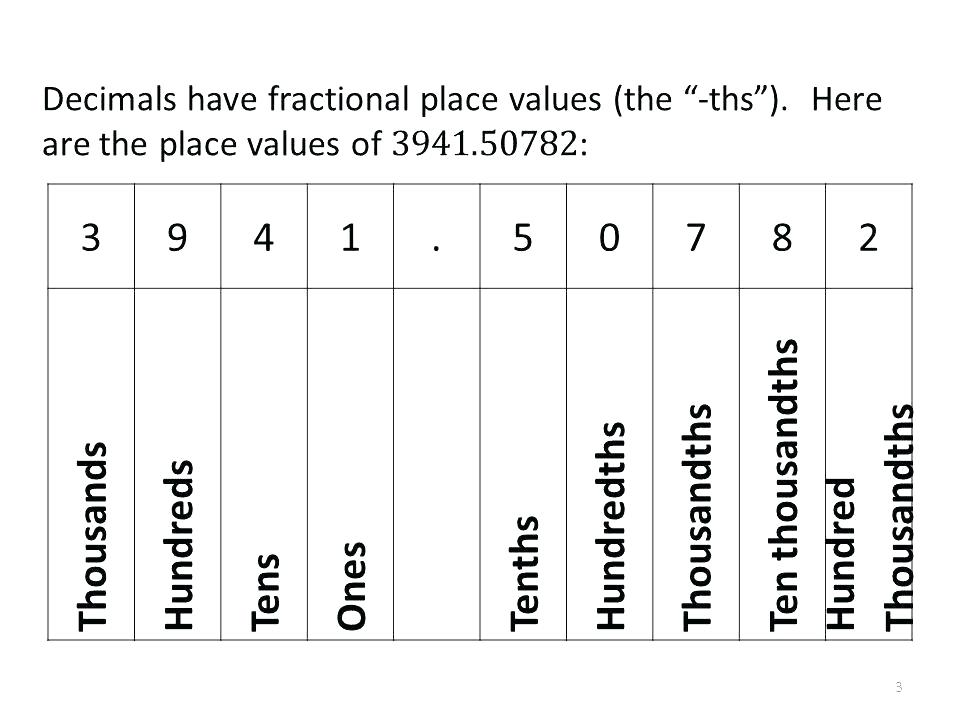 Decimals have fractional place values (the “-ths”). Here
are the place values of 3941.50782:
3 9 4 1 . 5 0 7 8 2
Thousands
Hundreds
Tens
Ones
Tenths
Hundredths
Thousandths
Ten thousandths
Hundred
Thousandths
3